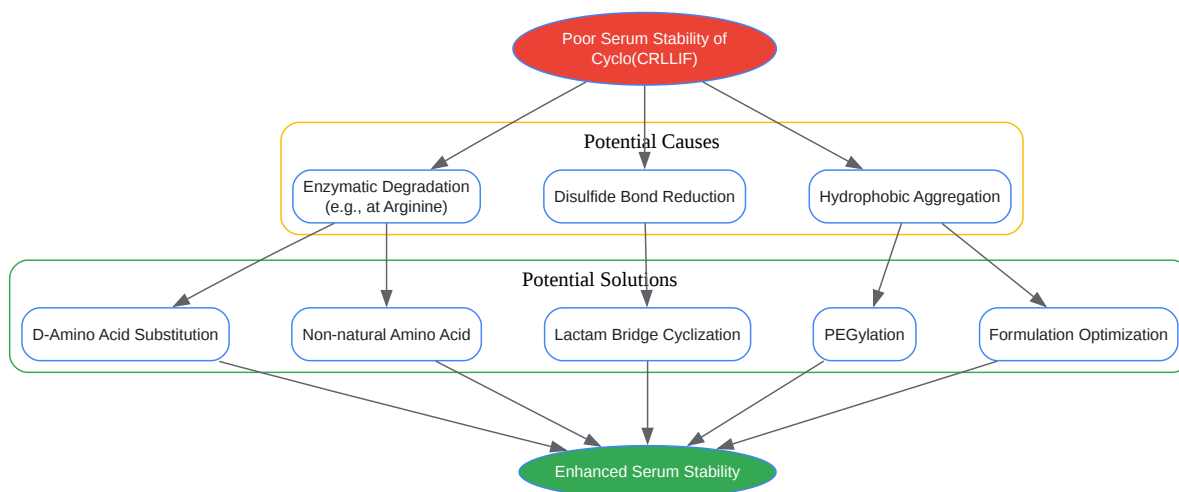 Poor Serum Stability of
Cyclo(CRLLIF)
Potential Causes
Enzymatic Degradation
(e.g., at Arginine)
Disulfide Bond Reduction
Hydrophobic Aggregation
Potential Solutions
D-Amino Acid Substitution
Non-natural Amino Acid
Lactam Bridge Cyclization
PEGylation
Formulation Optimization
Enhanced Serum Stability